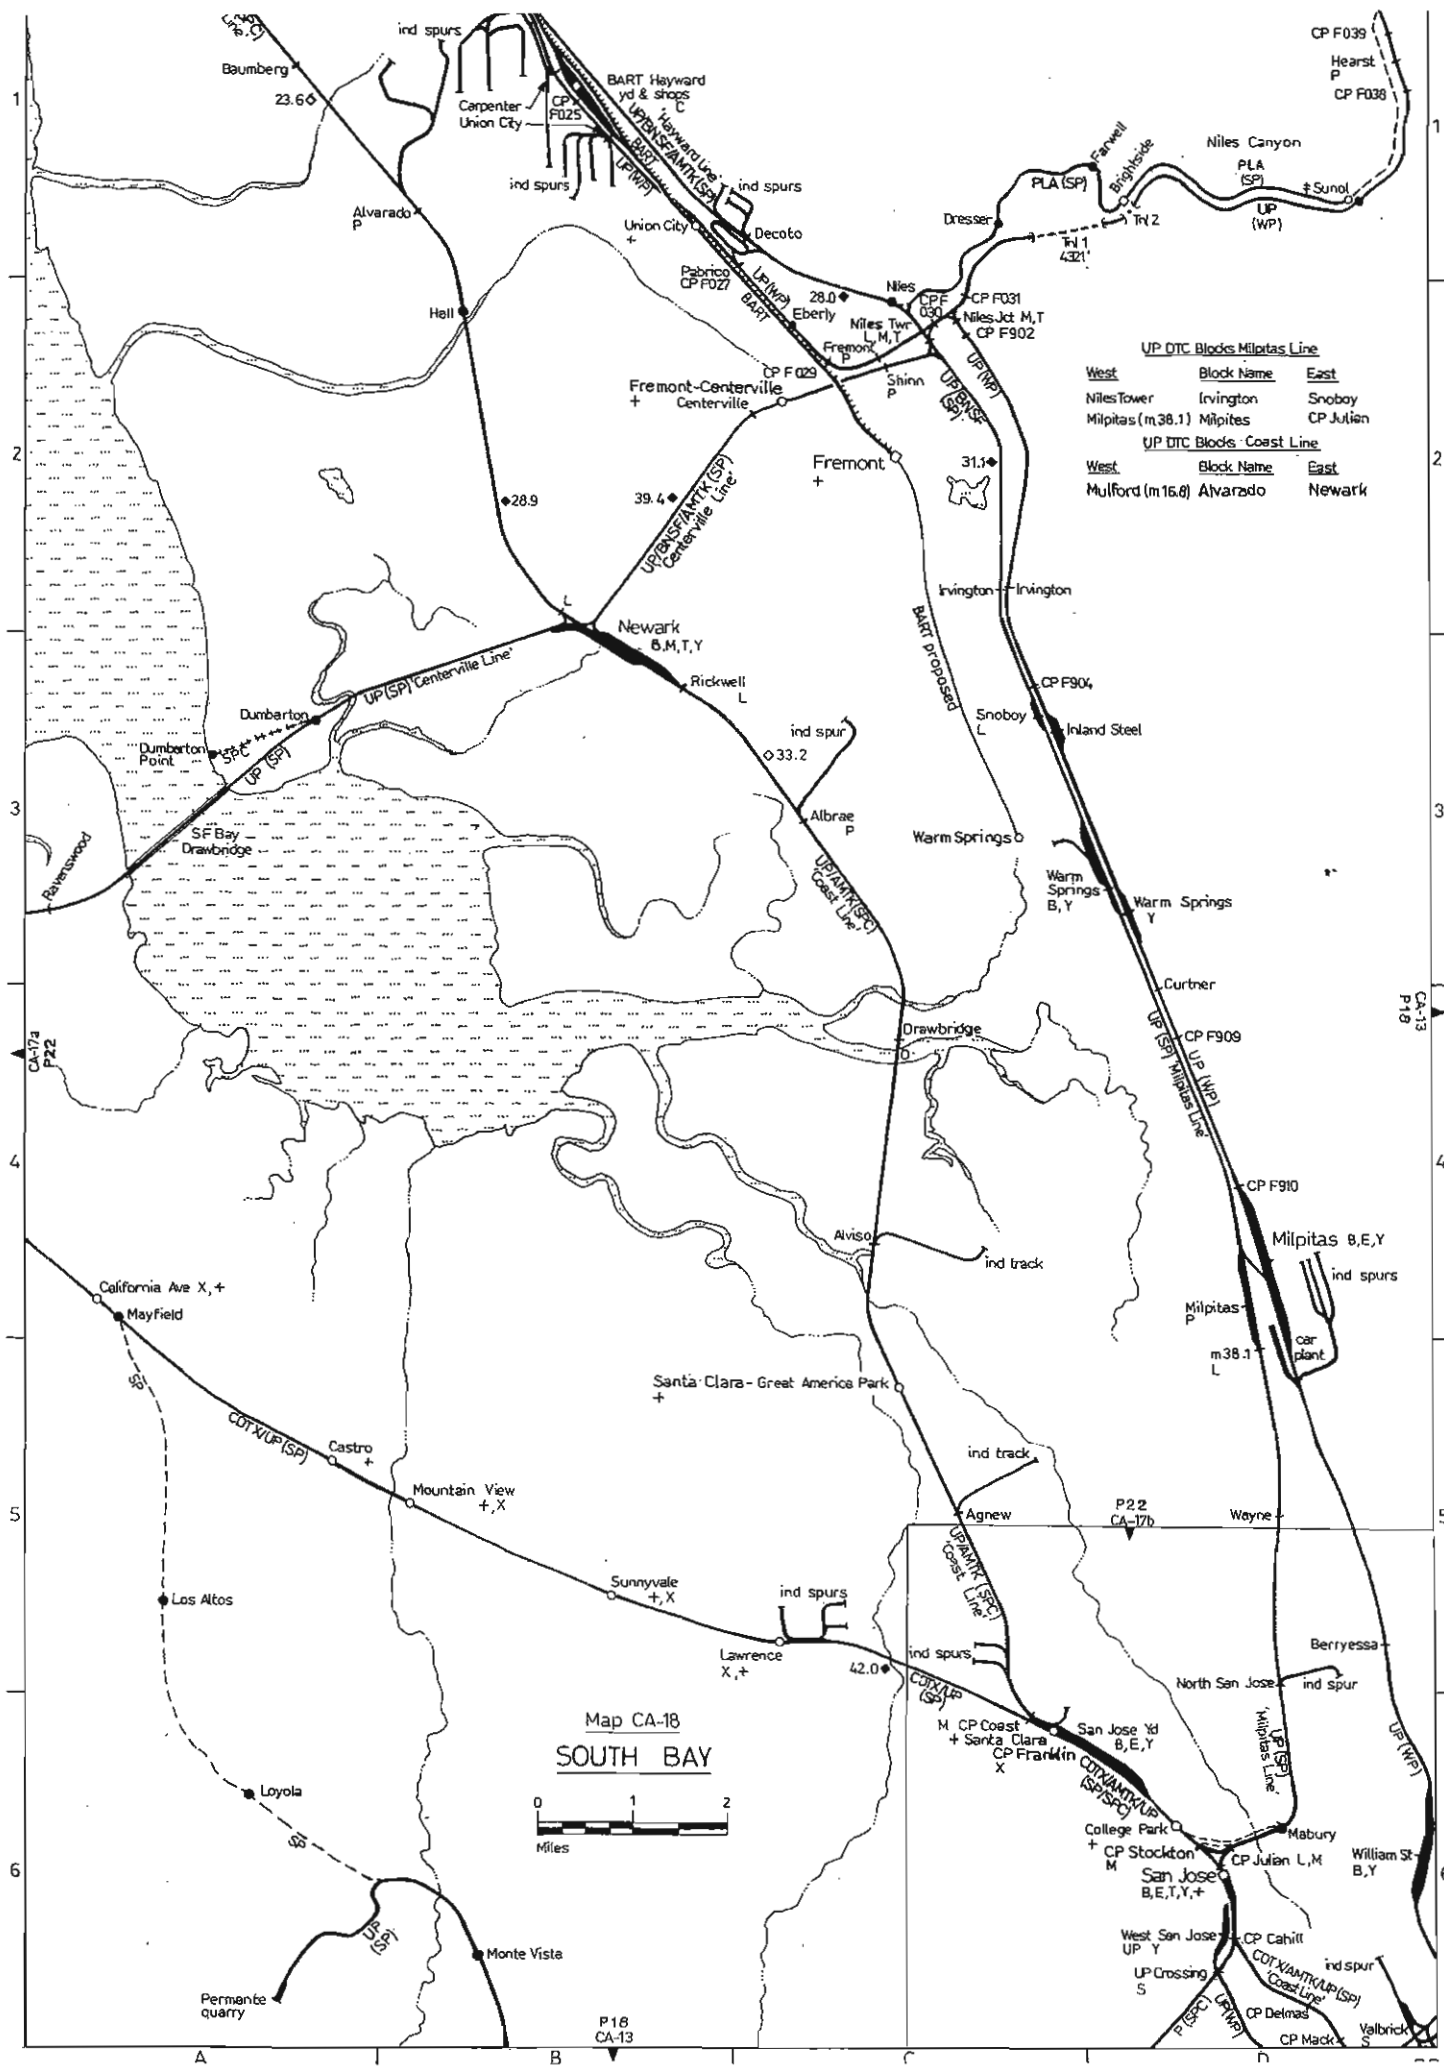 Line, C)
ind spurs
CP F039
Hearst
P
CP F038
Baumberg
23.6
BART Hayward
yd & shops
C
Carpenter
Union City
CP
F025
UP/BNSF/AMTK(SP)
'Hayward Line'
BART
UP(WP)
ind spurs
ind spurs
Farwell
Brightside
Niles Canyon
PLA
(SP)
Sunol
UP
(WP)
PLA(SP)
Alvarado
P
Union City
+
Decoto
Dresser
Tnl 2
Tnl 1
4321'
Pabrico
CP F027
UP(WP)
BART
28.0
Niles
CP F
030
CP F031
Eberly
Niles Twr
L,M,T
Niles Jct M,T
CP F902
Hall
Fremont
P
CP F029
Shinn
P
UP/BNSF
(SP)
UP(WP)
Fremont-Centerville
+
Centerville
UP DTC Blocks Milpitas Line
West Block Name East
Niles Tower Irvington Snoboy
Milpitas (m38.1) Milpites CP Julian
UP DTC Blocks Coast Line
West Block Name East
Mulford (m16.8) Alvarado Newark
Fremont
+
31.1
28.9
39.4
UP/BNSF/AMTK(SP)
'Centerville Line'
Irvington
Irvington
L
Newark
B,M,T,Y
BART proposed
UP(SP) 'Centerville Line'
Rickwell
L
CP F904
Dumbarton
Snoboy
L
Inland Steel
ind spur
Dumbarton
Point
SPC
UP (SP)
33.2
Albrae
P
SF Bay
Drawbridge
Warm Springs
Ravenswood
UP/AMTK(SPC)
'Coast Line'
Warm
Springs
B,Y
Warm Springs
Y
Curtner
CA-13
P18
Drawbridge
CA-17a
P22
CP F909
UP (SP) 'Milpitas Line'
UP (WP)
CP F910
Alviso
ind track
Milpitas B,E,Y
ind spurs
California Ave X,+
Mayfield
Milpitas
P
car
plant
m38.1
L
SP
Santa Clara - Great America Park
+
COTX/UP(SP)
Castro
+
ind track
Mountain View
+,X
Agnew
P22
CA-17b
Wayne
UP/AMTK (SPC)
'Coast Line'
Sunnyvale
+,X
ind spurs
Los Altos
Lawrence
X,+
42.0
ind spurs
COTX/UP
(SP)
Berryessa
North San Jose
ind spur
Map CA-18
SOUTH BAY
M CP Coast
+ Santa Clara
CP Franklin
X
San Jose Yd
B,E,Y
UP (SP)
'Milpitas Line'
UP (WP)
COTX/AMTK/UP
(SP/SPC)
Loyola
0 1 2
Miles
SP
College Park
+
Mabury
CP Stockton
M
CP Julian L,M
William St
B,Y
San Jose
B,E,T,Y,+
UP
(SP)
Monte Vista
West San Jose
UP Y
CP Cahill
UP Crossing
S
COTX/AMTK/UP(SP)
'Coast Line'
ind spur
Permante
quarry
P (SPC)
UP(WP)
CP Delmas
CP Mack
Valbrick
S
P18
CA-13
A B C D
1
2
3
4
5
6
1
2
3
4